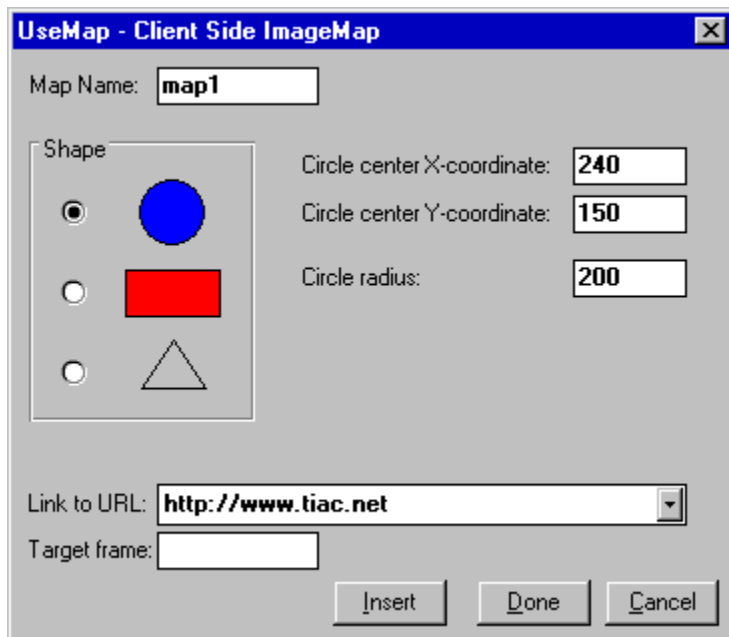 UseMap - Client Side ImageMap
Map Name: map1
Shape
Circle center X-coordinate: 240
Circle center Y-coordinate: 150
Circle radius: 200
Link to URL: http://www.tiac.net
Target frame:
Insert Done Cancel